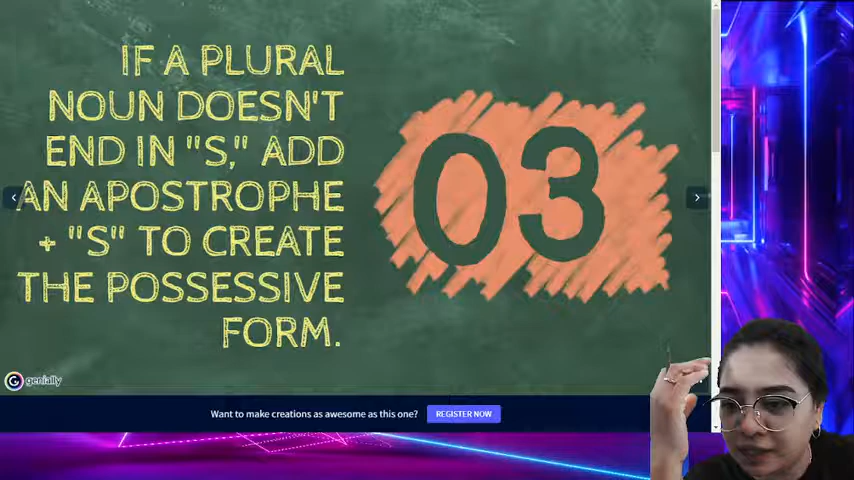 IF A PLURAL
NOUN DOESN'T
END IN "S," ADD
AN APOSTROPHE
+ "S" TO CREATE
THE POSSESSIVE
FORM.
03
genially
Want to make creations as awesome as this one? REGISTER NOW